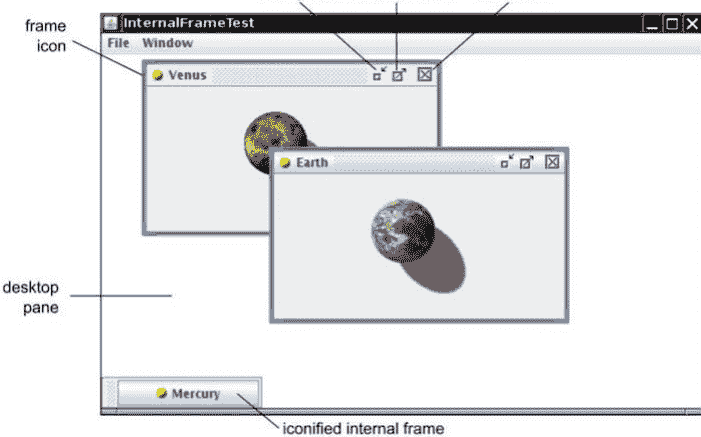 frame
icon
InternalFrameTest
File Window
Venus
Earth
desktop
pane
Mercury
iconified internal frame